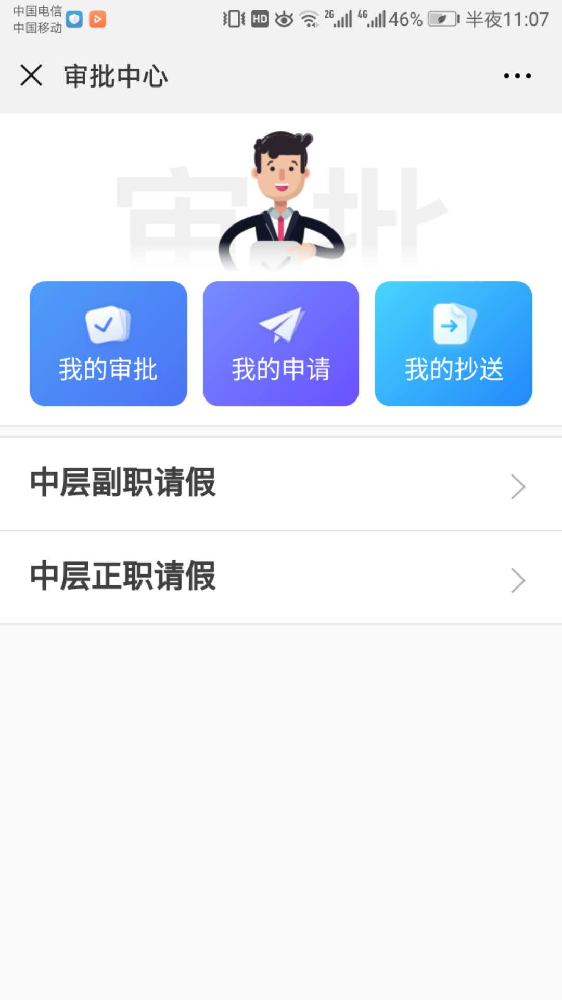 中国电信
中国移动
HD 2G 4G 46% 半夜11:07
审批中心
审批
我的审批 我的申请 我的抄送
中层副职请假
中层正职请假